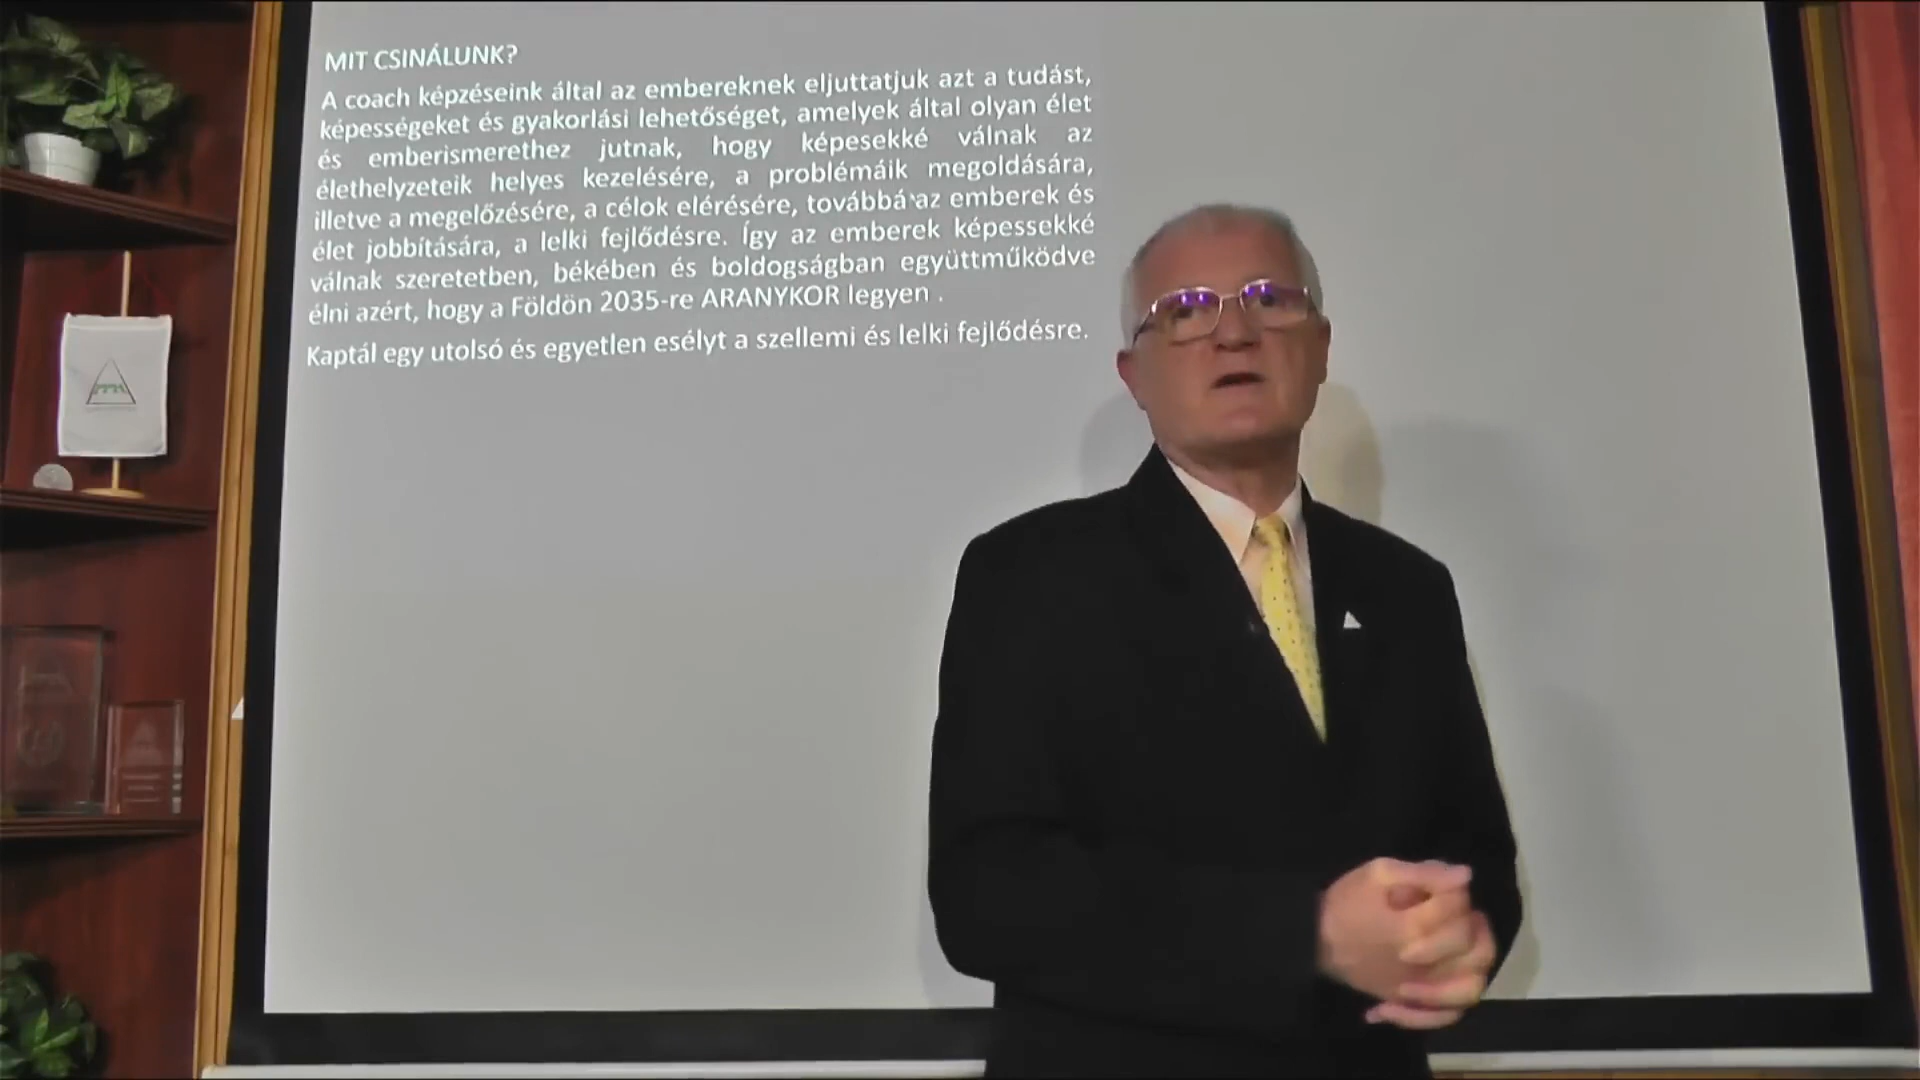 MIT CSINÁLUNK?
A coach képzéseink által az embereknek eljuttatjuk azt a tudást,
képességeket és gyakorlási lehetőséget, amelyek által olyan élet
és emberismerethez jutnak, hogy képesekké válnak az
élethelyzeteik helyes kezelésére, a problémáik megoldására,
illetve a megelőzésére, a célok elérésére, továbbá az emberek és
élet jobbítására, a lelki fejlődésre. Így az emberek képessekké
válnak szeretetben, békében és boldogságban együttműködve
élni azért, hogy a Földön 2035-re ARANYKOR legyen .
Kaptál egy utolsó és egyetlen esélyt a szellemi és lelki fejlődésre.